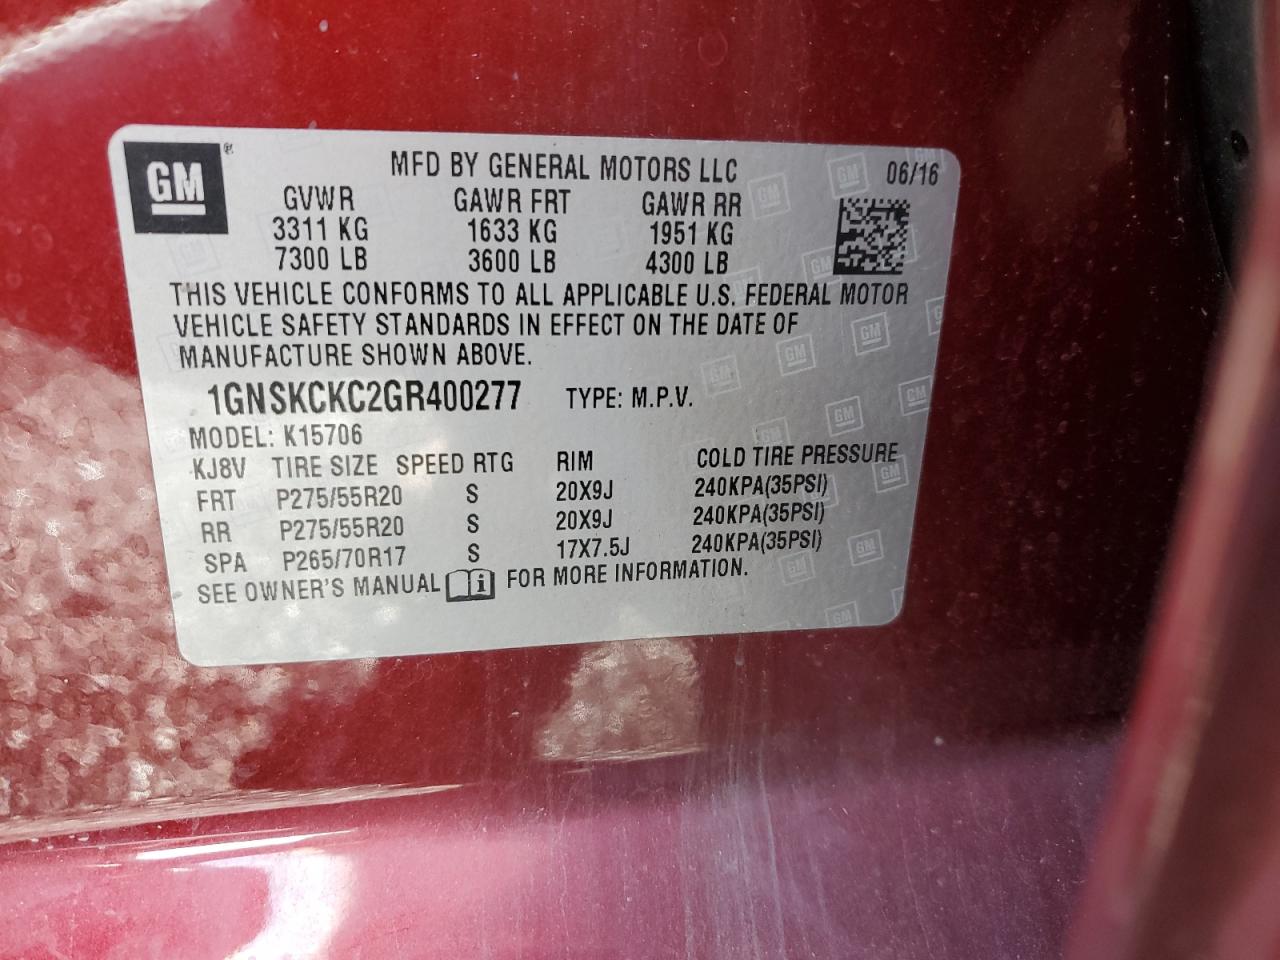 GM ®
MFD BY GENERAL MOTORS LLC 06/16
GVWR GAWR FRT GAWR RR
3311 KG 1633 KG 1951 KG
7300 LB 3600 LB 4300 LB
THIS VEHICLE CONFORMS TO ALL APPLICABLE U.S. FEDERAL MOTOR
VEHICLE SAFETY STANDARDS IN EFFECT ON THE DATE OF
MANUFACTURE SHOWN ABOVE.
1GNSKCKC2GR400277 TYPE: M.P.V.
MODEL: K15706
KJ8V TIRE SIZE SPEED RTG RIM COLD TIRE PRESSURE
FRT P275/55R20 S 20X9J 240KPA(35PSI)
RR P275/55R20 S 20X9J 240KPA(35PSI)
SPA P265/70R17 S 17X7.5J 240KPA(35PSI)
SEE OWNER'S MANUAL i FOR MORE INFORMATION.